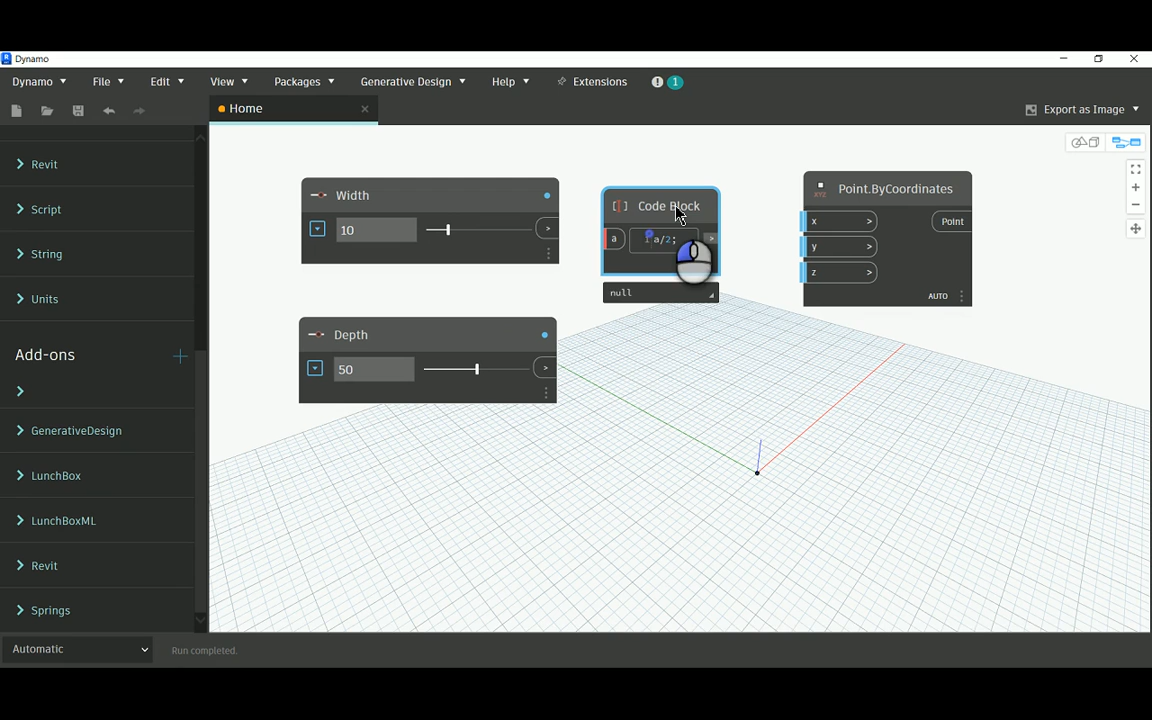 Dynamo
Dynamo File Edit View Packages Generative Design Help Extensions 1
Home
Export as Image
Revit
Script
String
Units
Add-ons
GenerativeDesign
LunchBox
LunchBoxML
Revit
Springs
Width
10
>
Depth
50
>
Code Block
a
a/2;
>
null
Point.ByCoordinates
XYZ
x >
Point
y >
z >
AUTO
Automatic
Run completed.